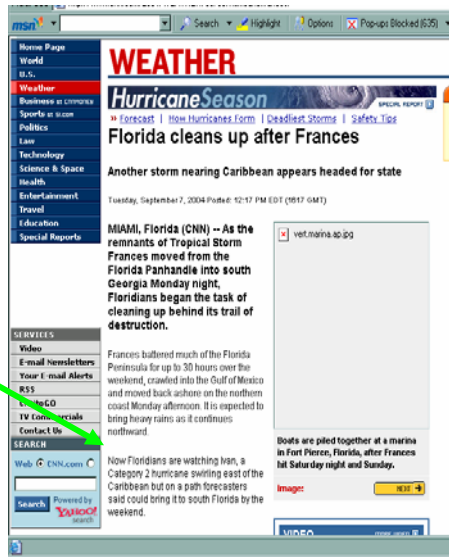 msn
Search
Highlight
Options
Pop-ups Blocked (635)
Home Page
World
U.S.
Weather
Business at CNNMoney
Sports at SI.com
Politics
Law
Technology
Science & Space
Health
Entertainment
Travel
Education
Special Reports
SERVICES
Video
E-mail Newsletters
Your E-mail Alerts
RSS
TV Commercials
Contact Us
SEARCH
Web CNN.com
Search
Powered by
YAHOO!
search
WEATHER
HurricaneSeason
SPECIAL REPORT
» Forecast | How Hurricanes Form | Deadliest Storms | Safety Tips
Florida cleans up after Frances
Another storm nearing Caribbean appears headed for state
Tuesday, September 7, 2004 Posted: 12:17 PM EDT (1617 GMT)
MIAMI, Florida (CNN) -- As the
remnants of Tropical Storm
Frances moved from the
Florida Panhandle into south
Georgia Monday night,
Floridians began the task of
cleaning up behind its trail of
destruction.
Frances battered much of the Florida
Peninsula for up to 30 hours over the
weekend, crawled into the Gulf of Mexico
and moved back ashore on the northern
coast Monday afternoon. It is expected to
bring heavy rains as it continues
northward.
Now Floridians are watching Ivan, a
Category 2 hurricane swirling east of the
Caribbean but on a path forecasters
said could bring it to south Florida by the
weekend.
vert.marina.ap.jpg
Boats are piled together at a marina
in Fort Pierce, Florida, after Frances
hit Saturday night and Sunday.
Image:
NEXT
VIDEO